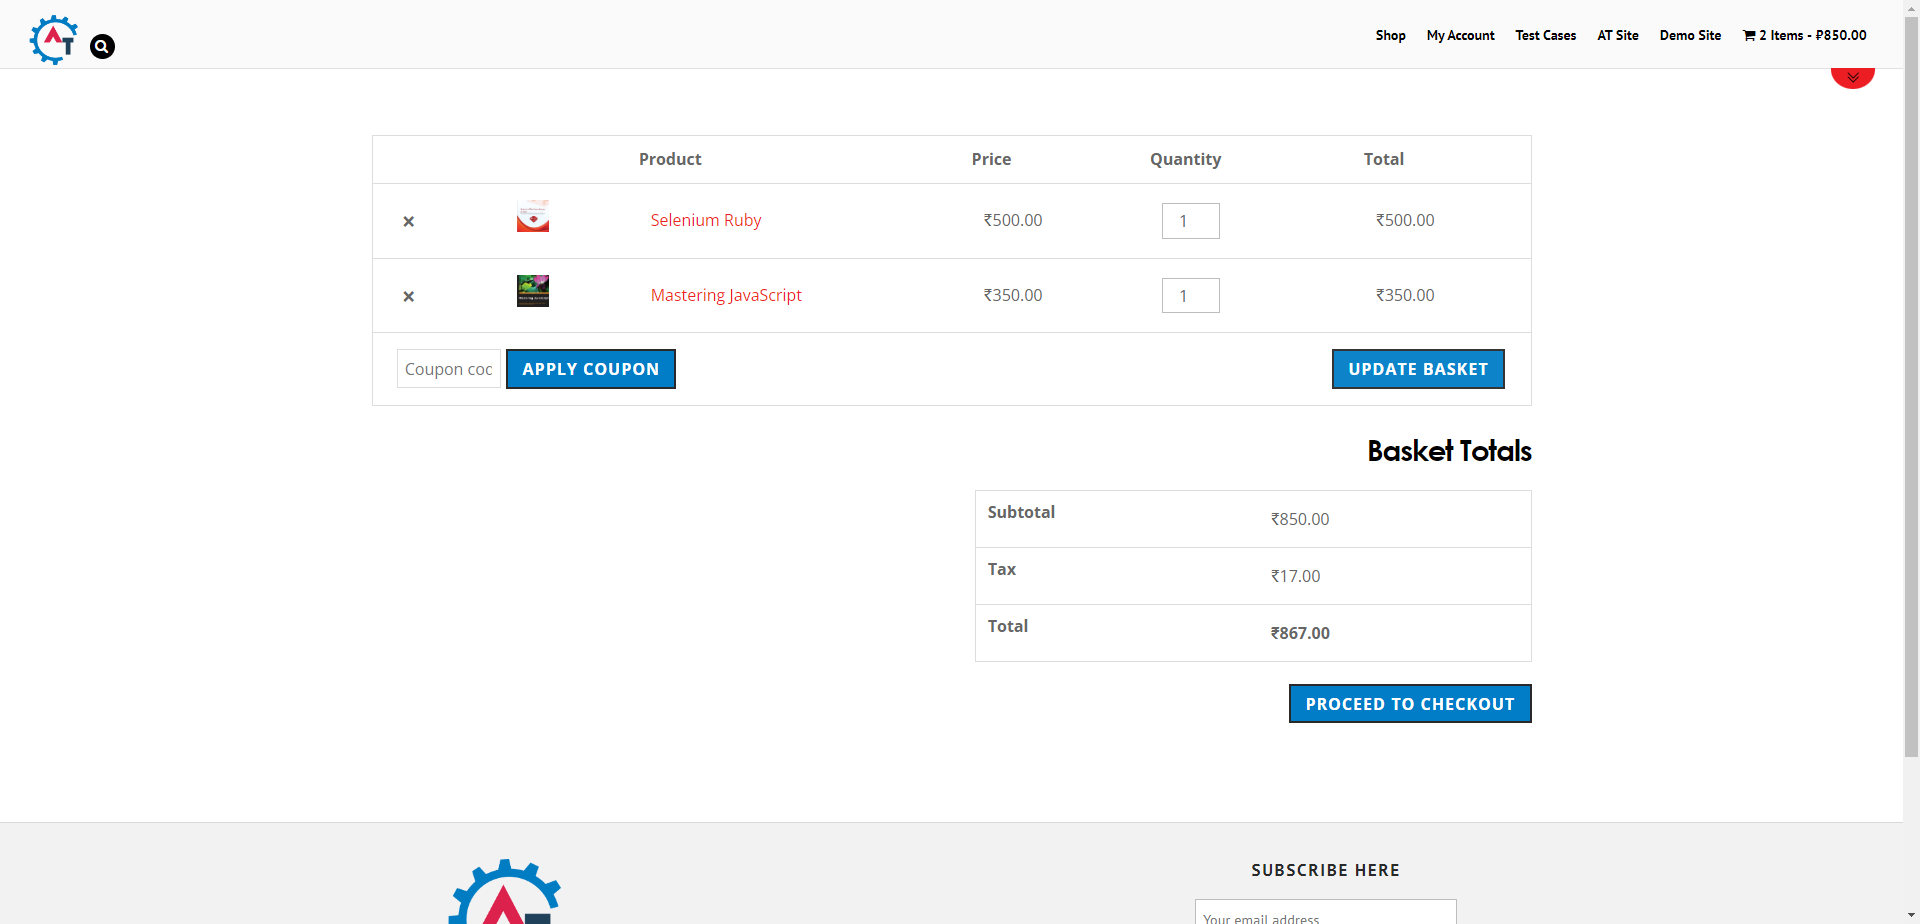 AT
Shop My Account Test Cases AT Site Demo Site 2 Items - ₽850.00
Product Price Quantity Total
× Selenium Ruby ₹500.00 1 ₹500.00
× Mastering JavaScript ₹350.00 1 ₹350.00
Coupon coc APPLY COUPON UPDATE BASKET
Basket Totals
Subtotal ₹850.00
Tax ₹17.00
Total ₹867.00
PROCEED TO CHECKOUT
AT
SUBSCRIBE HERE
Your email address